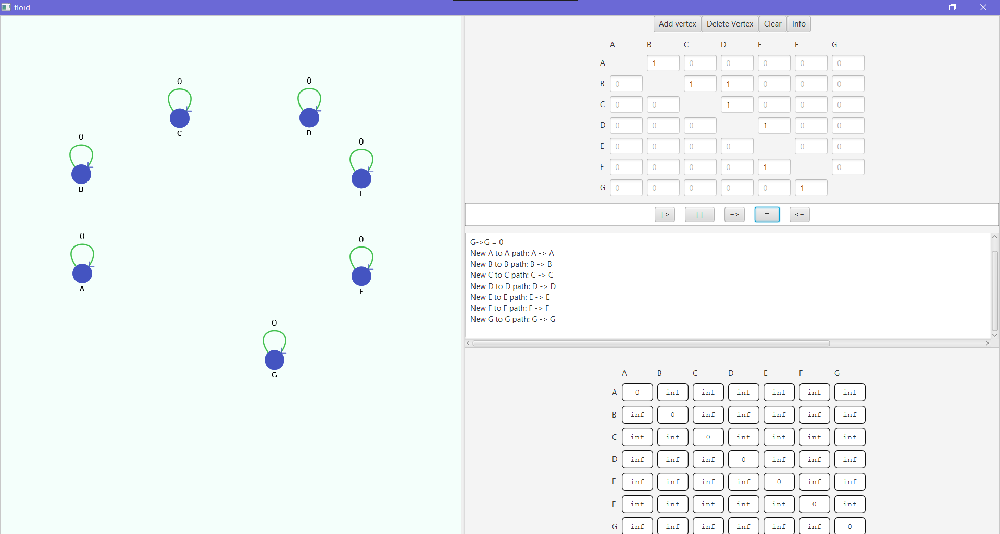 floid
0
C
0
D
0
B
0
E
0
A
0
F
0
G
Add vertex Delete Vertex Clear Info
A B C D E F G
A 1 0 0 0 0 0
B 0 1 1 0 0 0
C 0 0 1 0 0 0
D 0 0 0 1 0 0
E 0 0 0 0 0 0
F 0 0 0 0 1 0
G 0 0 0 0 0 1
|> || -> = <-
G->G = 0
New A to A path: A -> A
New B to B path: B -> B
New C to C path: C -> C
New D to D path: D -> D
New E to E path: E -> E
New F to F path: F -> F
New G to G path: G -> G
A B C D E F G
A 0 inf inf inf inf inf inf
B inf 0 inf inf inf inf inf
C inf inf 0 inf inf inf inf
D inf inf inf 0 inf inf inf
E inf inf inf inf 0 inf inf
F inf inf inf inf inf 0 inf
G inf inf inf inf inf inf 0